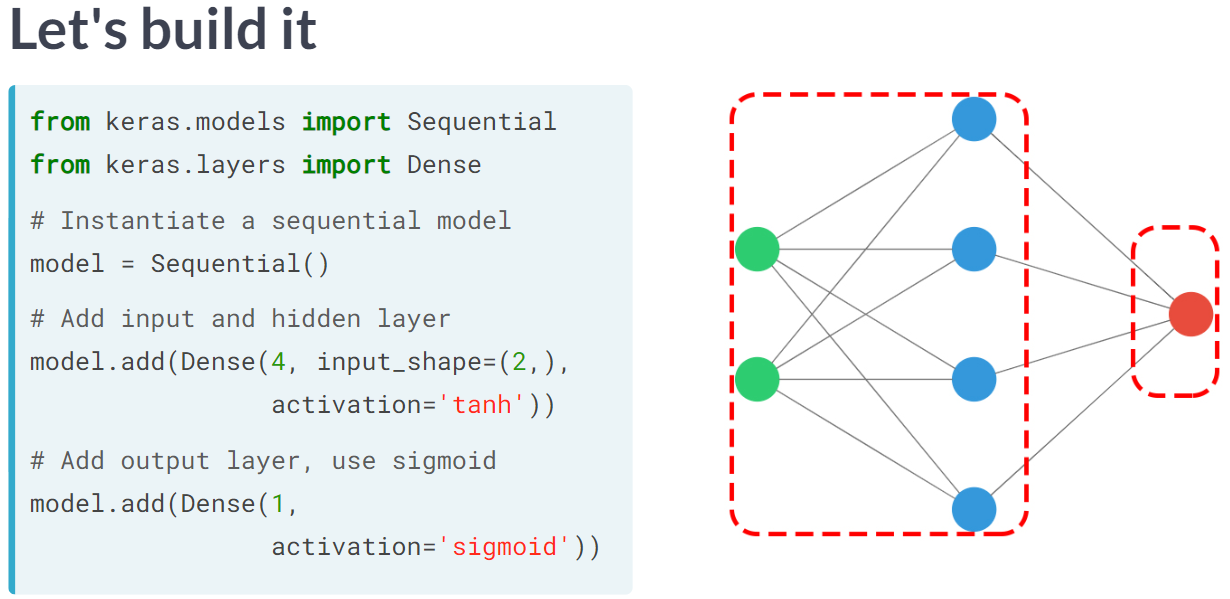 Let's build it
from keras.models import Sequential
from keras.layers import Dense
# Instantiate a sequential model
model = Sequential()
# Add input and hidden layer
model.add(Dense(4, input_shape=(2,),
                activation='tanh'))
# Add output layer, use sigmoid
model.add(Dense(1,
                activation='sigmoid'))